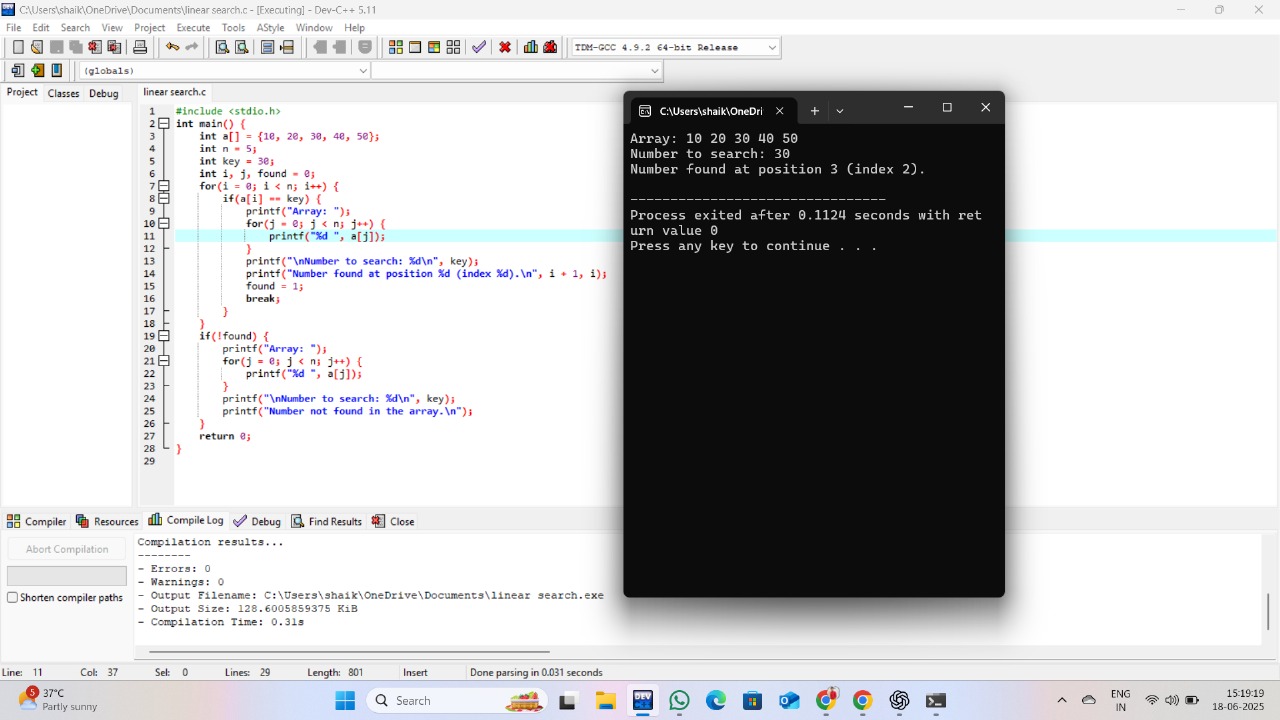 C:\Users\shaik\OneDrive\Documents\linear search.c - [Executing] - Dev-C++ 5.11
File Edit Search View Project Execute Tools AStyle Window Help
TDM-GCC 4.9.2 64-bit Release
(globals)
Project Classes Debug
linear search.c
1 #include <stdio.h>
2 int main() {
3 int a[] = {10, 20, 30, 40, 50};
4 int n = 5;
5 int key = 30;
6 int i, j, found = 0;
7 for(i = 0; i < n; i++) {
8 if(a[i] == key) {
9 printf("Array: ");
10 for(j = 0; j < n; j++) {
11 printf("%d ", a[j]);
12 }
13 printf("\nNumber to search: %d\n", key);
14 printf("Number found at position %d (index %d).\n", i + 1, i);
15 found = 1;
16 break;
17 }
18 }
19 if(!found) {
20 printf("Array: ");
21 for(j = 0; j < n; j++) {
22 printf("%d ", a[j]);
23 }
24 printf("\nNumber to search: %d\n", key);
25 printf("Number not found in the array.\n");
26 }
27 return 0;
28 }
29
C:\Users\shaik\OneDri
Array: 10 20 30 40 50
Number to search: 30
Number found at position 3 (index 2).
--------------------------------
Process exited after 0.1124 seconds with ret
urn value 0
Press any key to continue . . .
Compiler Resources Compile Log Debug Find Results Close
Abort Compilation
Shorten compiler paths
Compilation results...
--------
- Errors: 0
- Warnings: 0
- Output Filename: C:\Users\shaik\OneDrive\Documents\linear search.exe
- Output Size: 128.6005859375 KiB
- Compilation Time: 0.31s
Line: 11 Col: 37 Sel: 0 Lines: 29 Length: 801 Insert Done parsing in 0.031 seconds
5
37°C
Partly sunny
Search
DEV
ENG
IN
15:19:19
18-06-2025